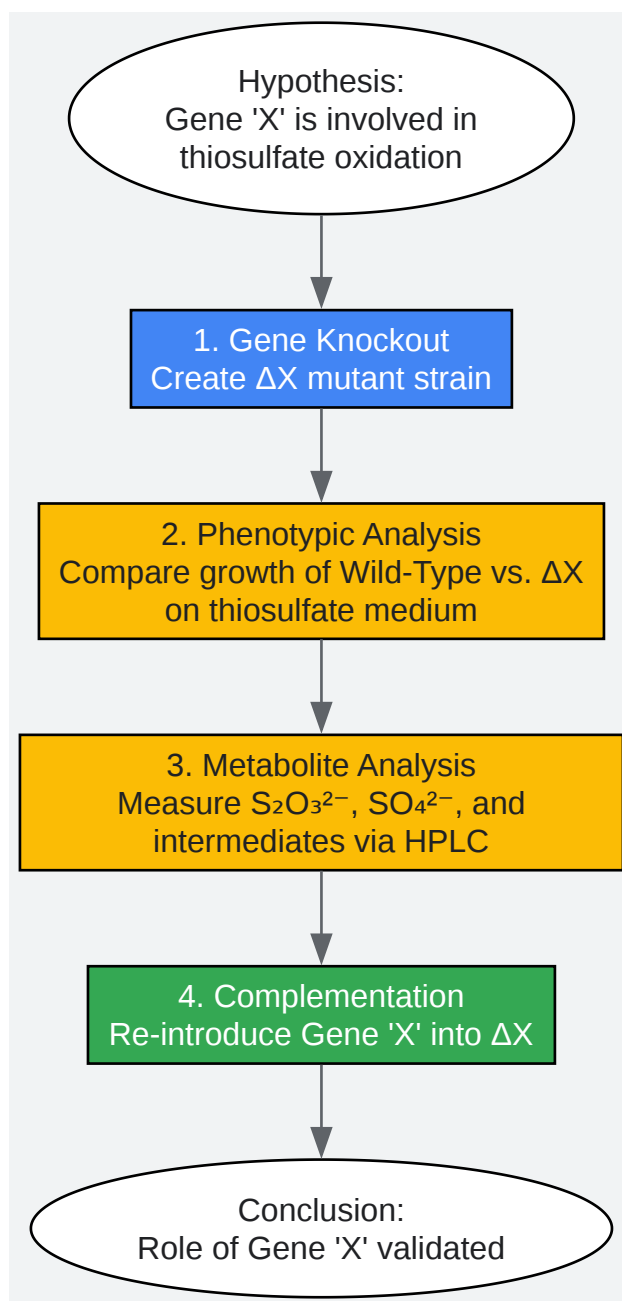 Hypothesis:
Gene 'X' is involved in
thiosulfate oxidation
1. Gene Knockout
Create ΔX mutant strain
2. Phenotypic Analysis
Compare growth of Wild-Type vs. ΔX
on thiosulfate medium
3. Metabolite Analysis
Measure S₂O₃²⁻, SO₄²⁻, and
intermediates via HPLC
4. Complementation
Re-introduce Gene 'X' into ΔX
Conclusion:
Role of Gene 'X' validated